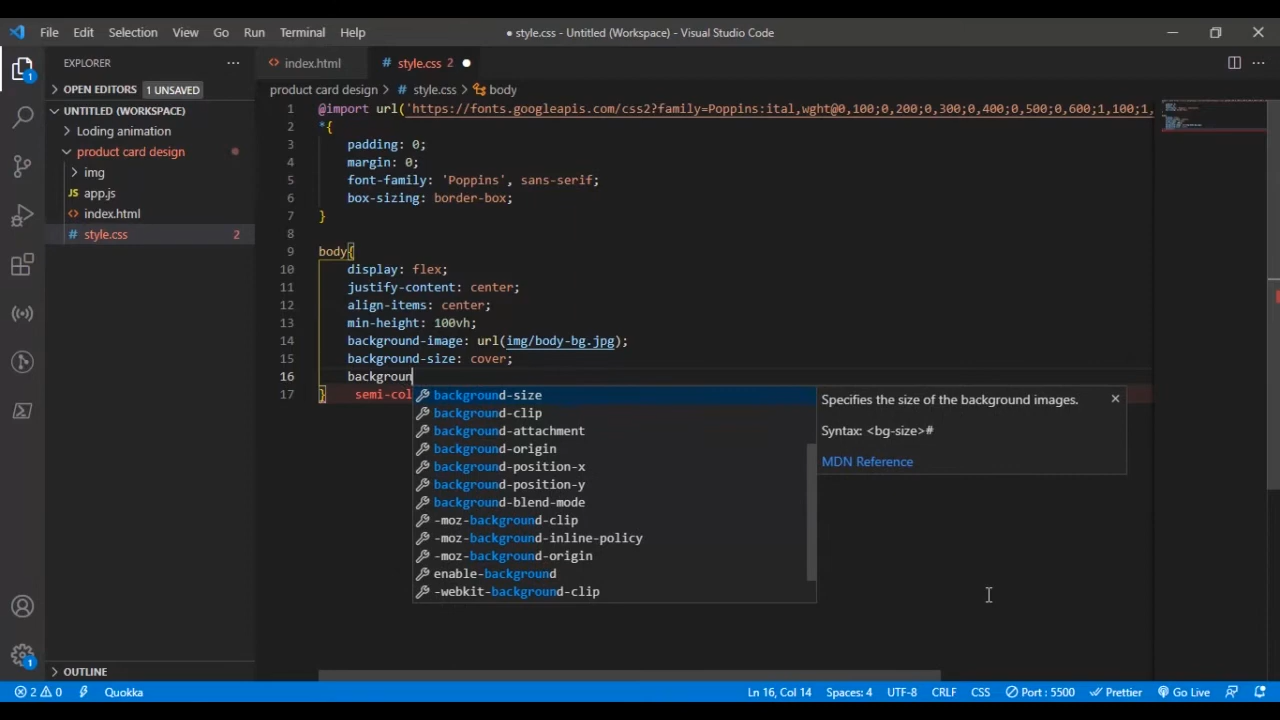 File Edit Selection View Go Run Terminal Help
● style.css - Untitled (Workspace) - Visual Studio Code
EXPLORER
index.html
# style.css 2
OPEN EDITORS 1 UNSAVED
product card design > # style.css > body
UNTITLED (WORKSPACE)
Loding animation
product card design
img
JS app.js
<> index.html
# style.css 2
1 @import url('https://fonts.googleapis.com/css2?family=Poppins:ital,wght@0,100;0,200;0,300;0,400;0,500;0,600;1,100;1,
2 *{
3 padding: 0;
4 margin: 0;
5 font-family: 'Poppins', sans-serif;
6 box-sizing: border-box;
7 }
8
9 body{
10 display: flex;
11 justify-content: center;
12 align-items: center;
13 min-height: 100vh;
14 background-image: url(img/body-bg.jpg);
15 background-size: cover;
16 backgroun
17 } semi-col
background-size
background-clip
background-attachment
background-origin
background-position-x
background-position-y
background-blend-mode
-moz-background-clip
-moz-background-inline-policy
-moz-background-origin
enable-background
-webkit-background-clip
Specifies the size of the background images.
Syntax: <bg-size>#
MDN Reference
1
1
OUTLINE
2 0 Quokka Ln 16, Col 14 Spaces: 4 UTF-8 CRLF CSS Port : 5500 Prettier Go Live